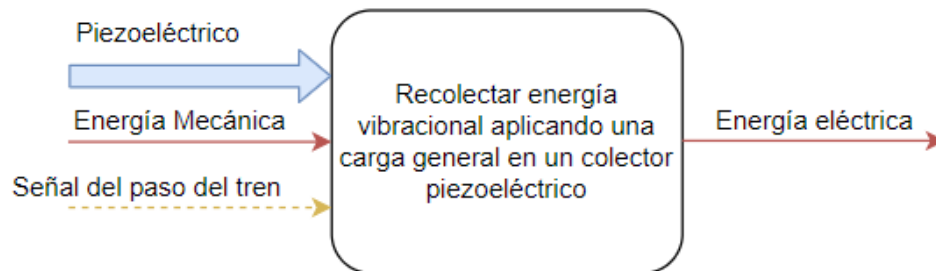 Piezoeléctrico
Energía Mecánica
Señal del paso del tren
Recolectar energía
vibracional aplicando una
carga general en un colector
piezoeléctrico
Energía eléctrica